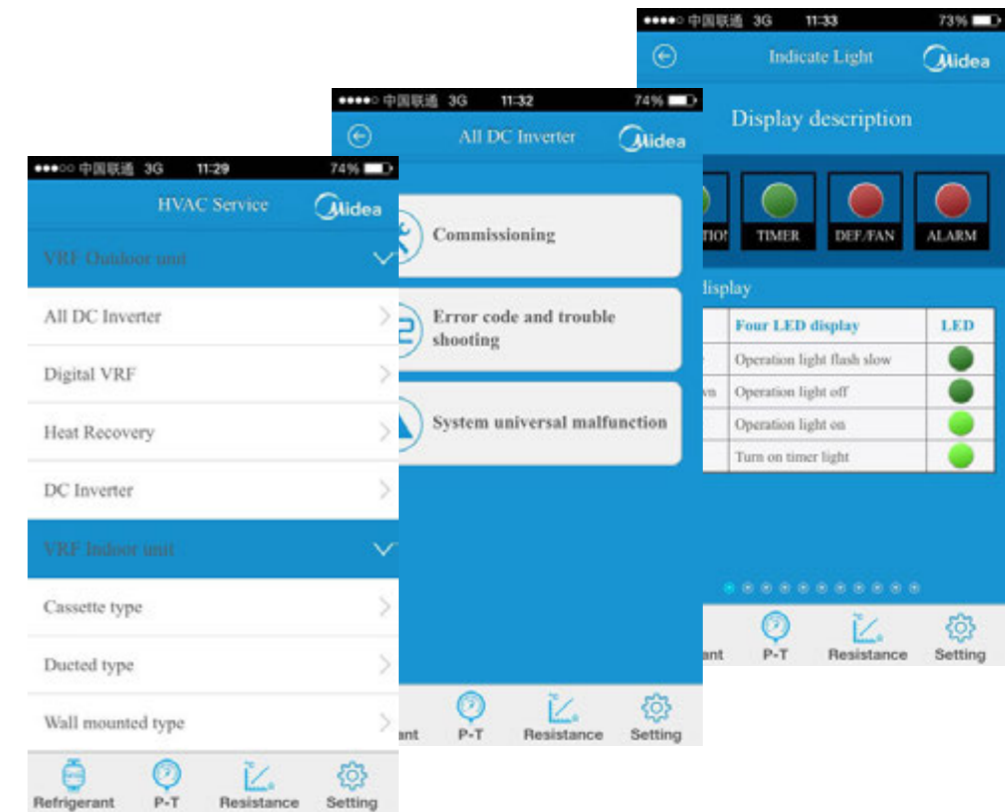 中国联通 3G 11:29 74%
HVAC Service
Midea
VRF Outdoor unit
All DC Inverter
Digital VRF
Heat Recovery
DC Inverter
VRF Indoor unit
Cassette type
Ducted type
Wall mounted type
Refrigerant P-T Resistance Setting
中国联通 3G 11:32 74%
All DC Inverter
Midea
Commissioning
Error code and trouble
shooting
System universal malfunction
ant P-T Resistance Setting
中国联通 3G 11:33 73%
Indicate Light
Midea
Display description
TIMER DEF./FAN ALARM
display
Four LED display LED
Operation light flash slow
Operation light off
Operation light on
Turn on timer light
ant P-T Resistance Setting